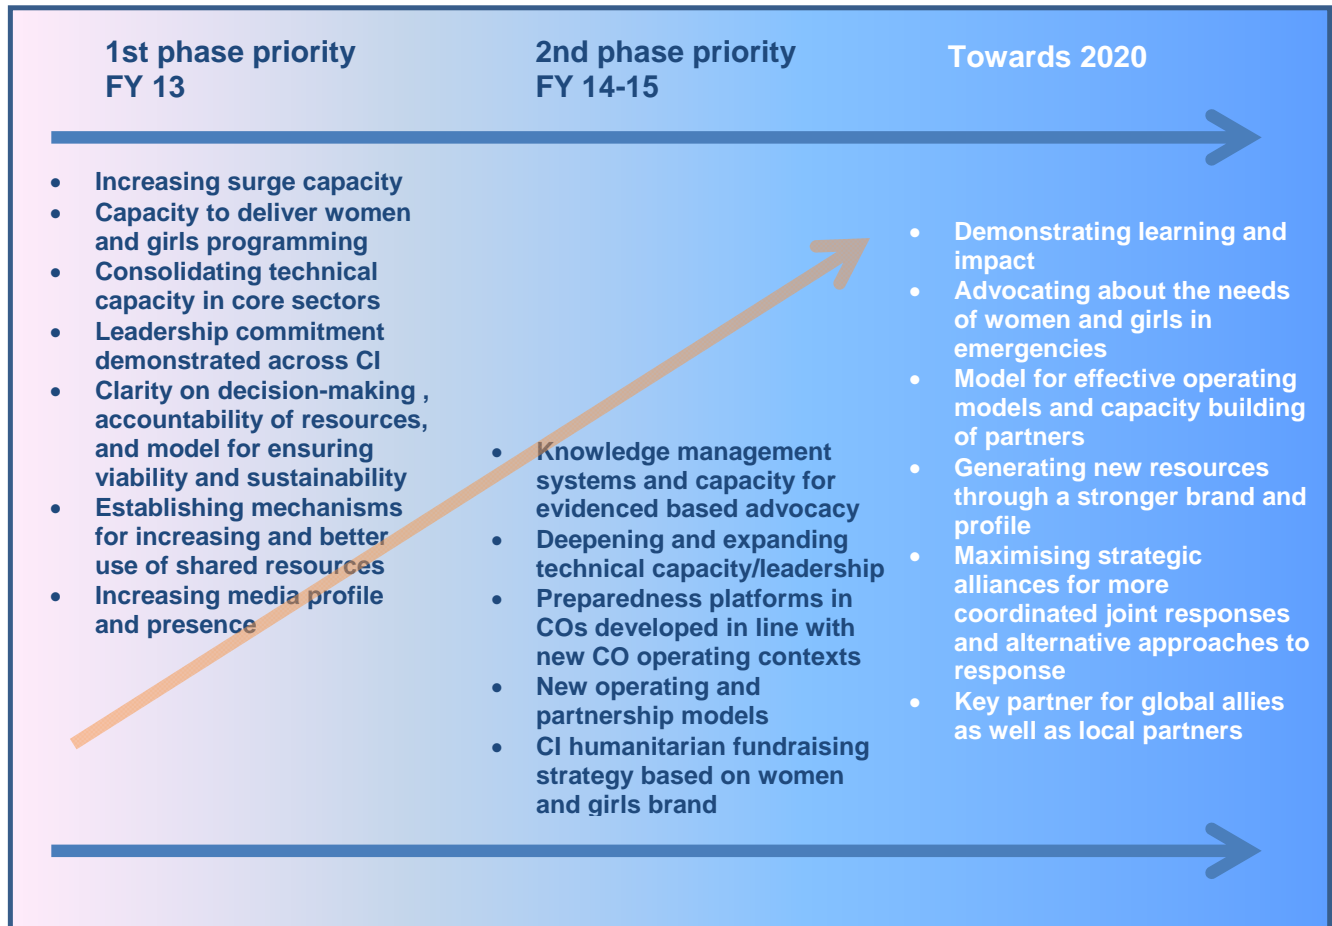 1st phase priority
FY 13
• Increasing surge capacity
• Capacity to deliver women
and girls programming
• Consolidating technical
capacity in core sectors
• Leadership commitment
demonstrated across CI
• Clarity on decision-making ,
accountability of resources,
and model for ensuring
viability and sustainability
• Establishing mechanisms
for increasing and better
use of shared resources
• Increasing media profile
and presence
2nd phase priority
FY 14-15
• Knowledge management
systems and capacity for
evidenced based advocacy
• Deepening and expanding
technical capacity/leadership
• Preparedness platforms in
COs developed in line with
new CO operating contexts
• New operating and
partnership models
• CI humanitarian fundraising
strategy based on women
and girls brand
Towards 2020
• Demonstrating learning and
impact
• Advocating about the needs
of women and girls in
emergencies
• Model for effective operating
models and capacity building
of partners
• Generating new resources
through a stronger brand and
profile
• Maximising strategic
alliances for more
coordinated joint responses
and alternative approaches to
response
• Key partner for global allies
as well as local partners